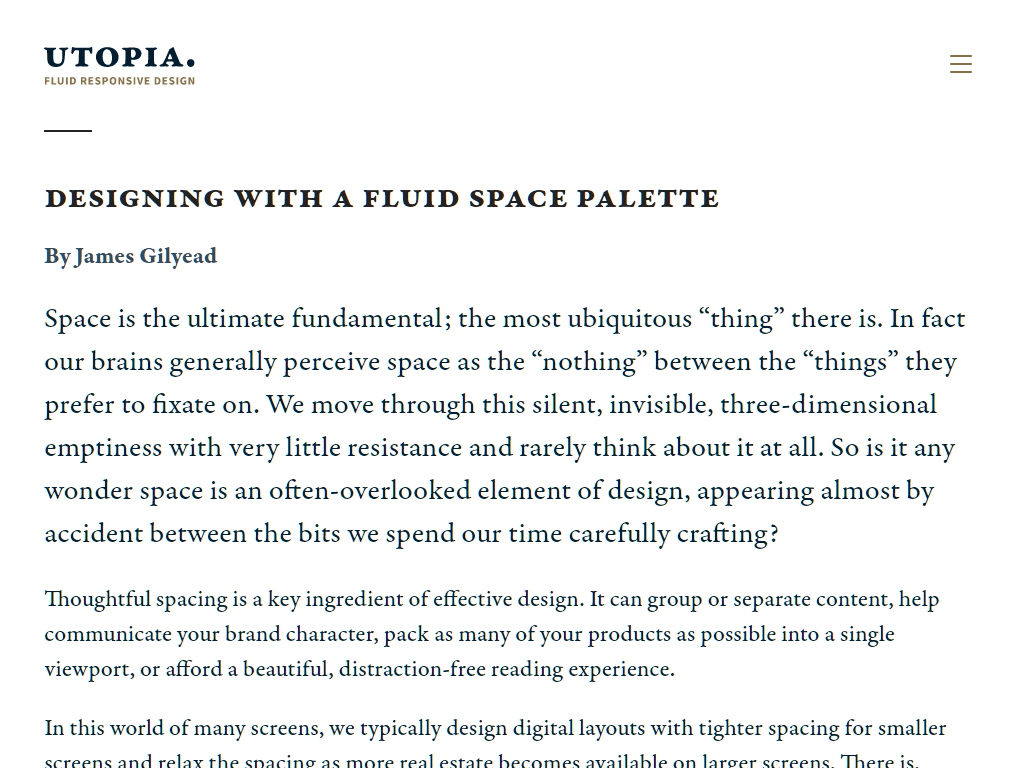 UTOPIA.
FLUID RESPONSIVE DESIGN
DESIGNING WITH A FLUID SPACE PALETTE
By James Gilyead
Space is the ultimate fundamental; the most ubiquitous “thing” there is. In fact
our brains generally perceive space as the “nothing” between the “things” they
prefer to fixate on. We move through this silent, invisible, three-dimensional
emptiness with very little resistance and rarely think about it at all. So is it any
wonder space is an often-overlooked element of design, appearing almost by
accident between the bits we spend our time carefully crafting?
Thoughtful spacing is a key ingredient of effective design. It can group or separate content, help
communicate your brand character, pack as many of your products as possible into a single
viewport, or afford a beautiful, distraction-free reading experience.
In this world of many screens, we typically design digital layouts with tighter spacing for smaller
screens and relax the spacing as more real estate becomes available on larger screens. There is,